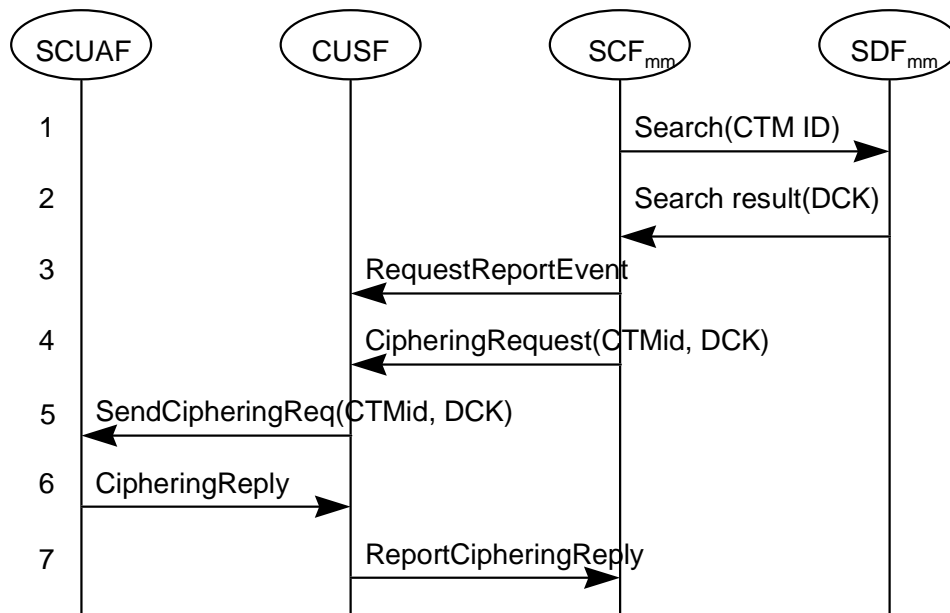 SCUAF CUSF SCFmm SDFmm
1 Search(CTM ID)
2 Search result(DCK)
3 RequestReportEvent
4 CipheringRequest(CTMid, DCK)
5 SendCipheringReq(CTMid, DCK)
6 CipheringReply
7 ReportCipheringReply